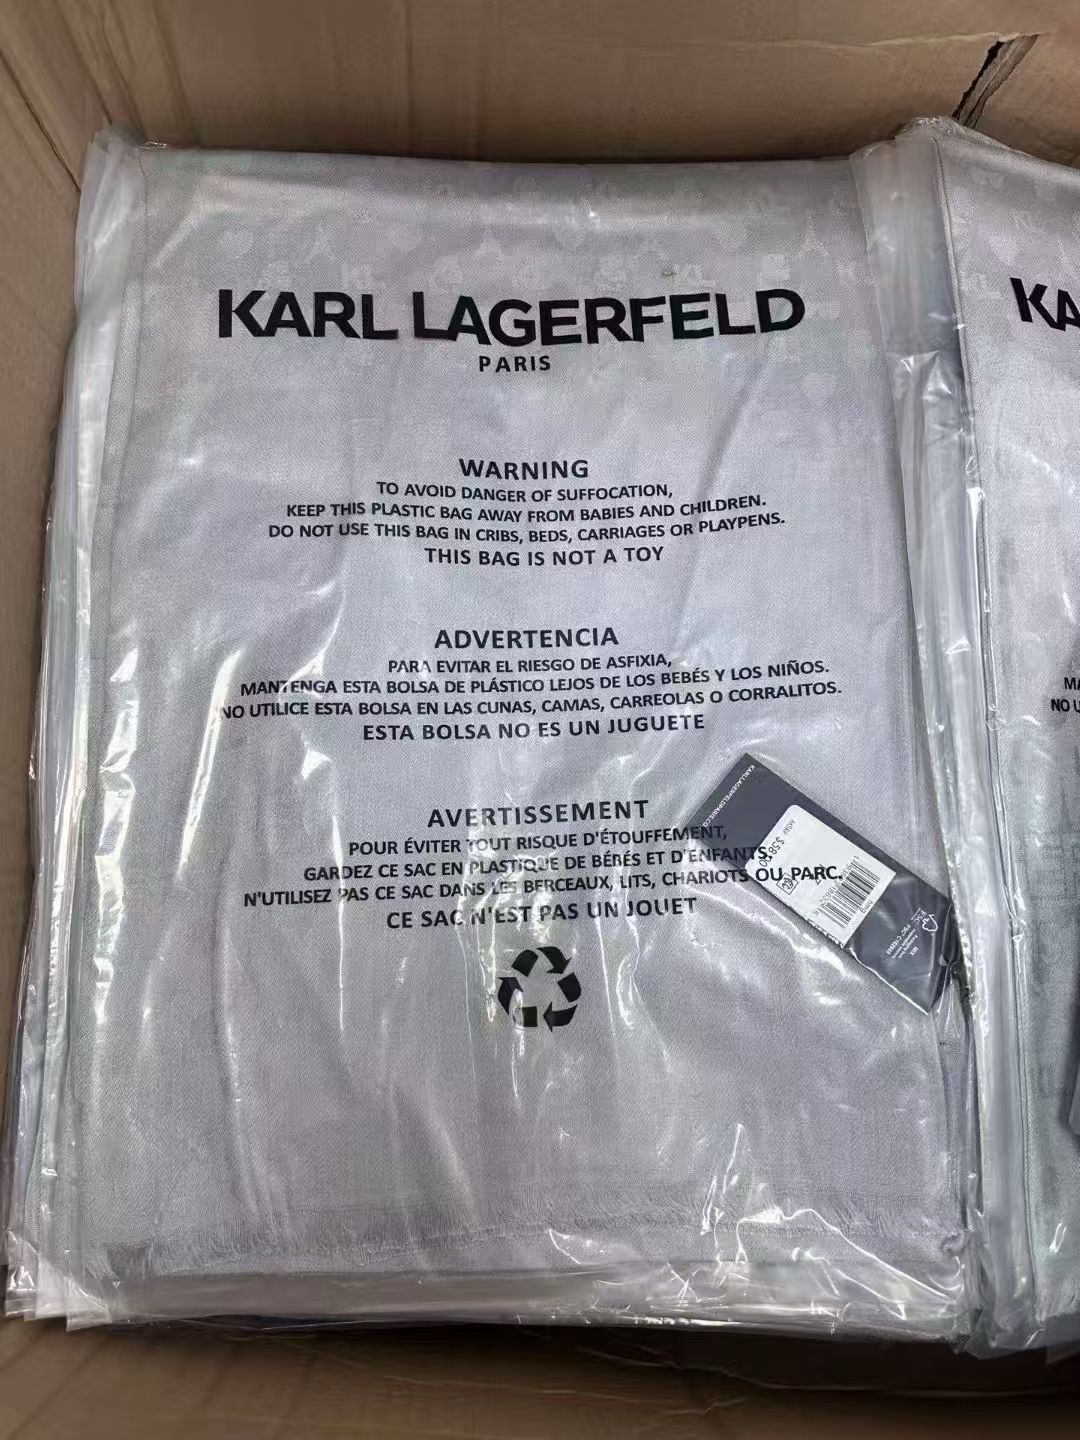 KARL LAGERFELD
PARIS
WARNING
TO AVOID DANGER OF SUFFOCATION,
KEEP THIS PLASTIC BAG AWAY FROM BABIES AND CHILDREN.
DO NOT USE THIS BAG IN CRIBS, BEDS, CARRIAGES OR PLAYPENS.
THIS BAG IS NOT A TOY
ADVERTENCIA
PARA EVITAR EL RIESGO DE ASFIXIA,
MANTENGA ESTA BOLSA DE PLÁSTICO LEJOS DE LOS BEBÉS Y LOS NIÑOS.
NO UTILICE ESTA BOLSA EN LAS CUNAS, CAMAS, CARREOLAS O CORRALITOS.
ESTA BOLSA NO ES UN JUGUETE
AVERTISSEMENT
POUR ÉVITER TOUT RISQUE D'ÉTOUFFEMENT,
GARDEZ CE SAC EN PLASTIQUE DE BÉBÉS ET D'ENFANTS.
N'UTILISEZ PAS CE SAC DANS LES BERCEAUX, LITS, CHARIOTS OU PARC.
CE SAC N'EST PAS UN JOUET
MSRP
MIX
KA
MA
NO U